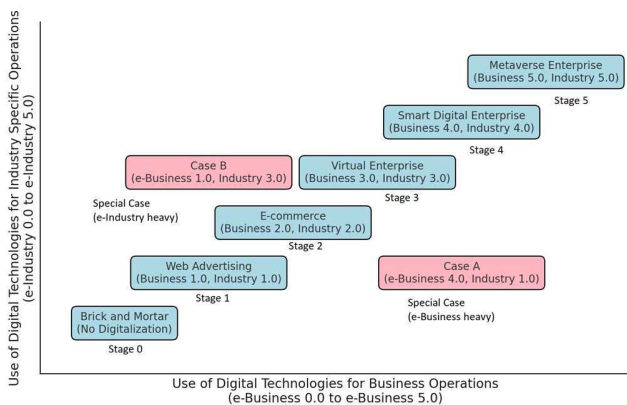 Metaverse Enterprise
(Business 5.0, Industry 5.0)
Stage 5
Smart Digital Enterprise
(Business 4.0, Industry 4.0)
Stage 4
Case B
(e-Business 1.0, Industry 3.0)
Special Case
(e-Industry heavy)
Virtual Enterprise
(Business 3.0, Industry 3.0)
Stage 3
E-commerce
(Business 2.0, Industry 2.0)
Stage 2
Web Advertising
(Business 1.0, Industry 1.0)
Stage 1
Case A
(e-Business 4.0, Industry 1.0)
Special Case
(e-Business heavy)
Brick and Mortar
(No Digitalization)
Stage 0
Use of Digital Technologies for Industry Specific Operations
(e-Industry 0.0 to e-Industry 5.0)
Use of Digital Technologies for Business Operations
(e-Business 0.0 to e-Business 5.0)